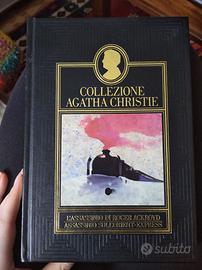 COLLEZIONE
AGATHA CHRISTIE
L'ASSASSINIO DI ROGER ACKROYD
ASSASSINIO SULL'ORIENT-EXPRESS
subito